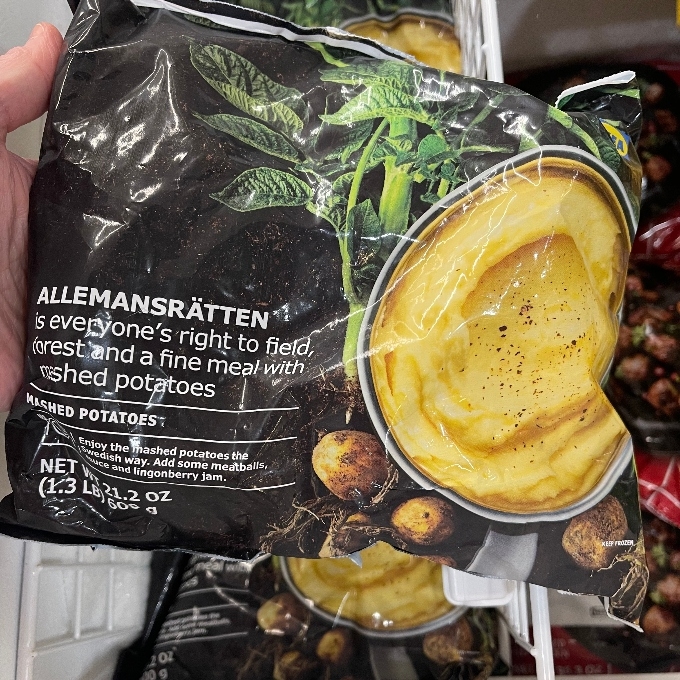 ALLEMANSRÄTTEN
is everyone's right to field,
forest and a fine meal with
mashed potatoes
MASHED POTATOES
Enjoy the mashed potatoes the
Swedish way. Add some meatballs,
sauce and lingonberry jam.
NET 21.2 OZ
(1.3 LB) 600 g
KEEP FROZEN